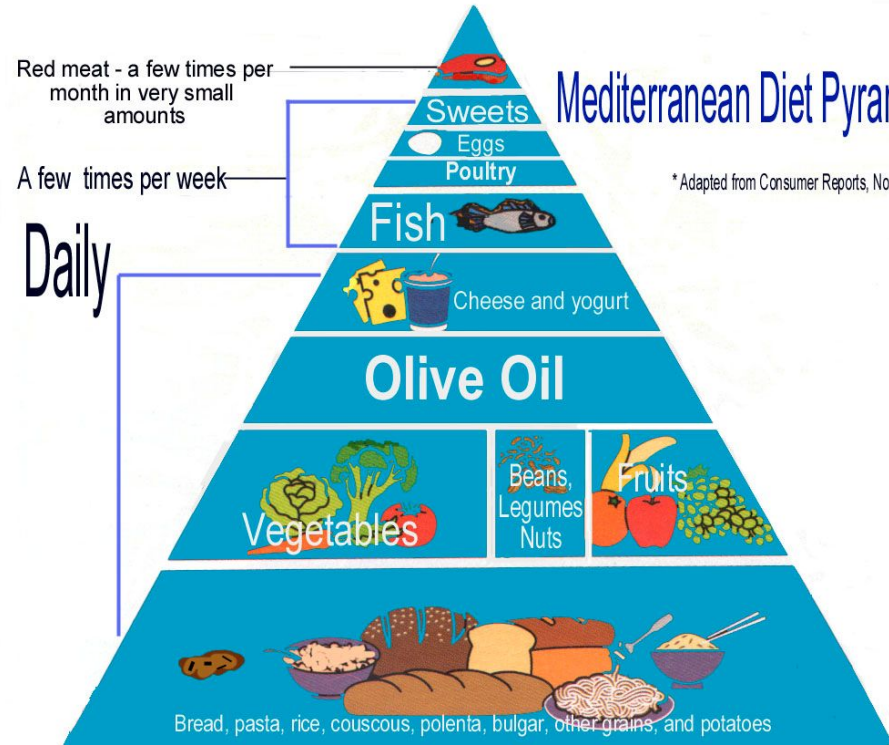 Red meat - a few times per
month in very small
amounts
Mediterranean Diet
Sweets
Eggs
Poultry
A few times per week
* Adapted from Consumer Reports,
Daily
Fish
Cheese and yogurt
Olive Oil
Vegetables
Beans,
Legumes
Nuts
Fruits
Bread, pasta, rice, couscous, polenta, bulgar, other grains, and potatoes